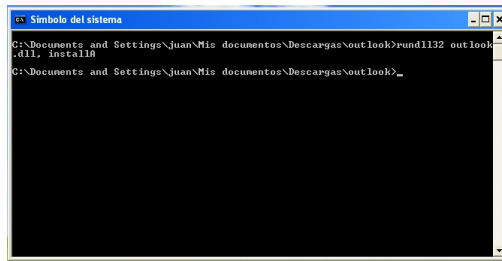 Símbolo del sistema
C:\Documents and Settings\juan\Mis documentos\Descargas\outlook>rundll32 outlook
.dll, installA
C:\Documents and Settings\juan\Mis documentos\Descargas\outlook>_